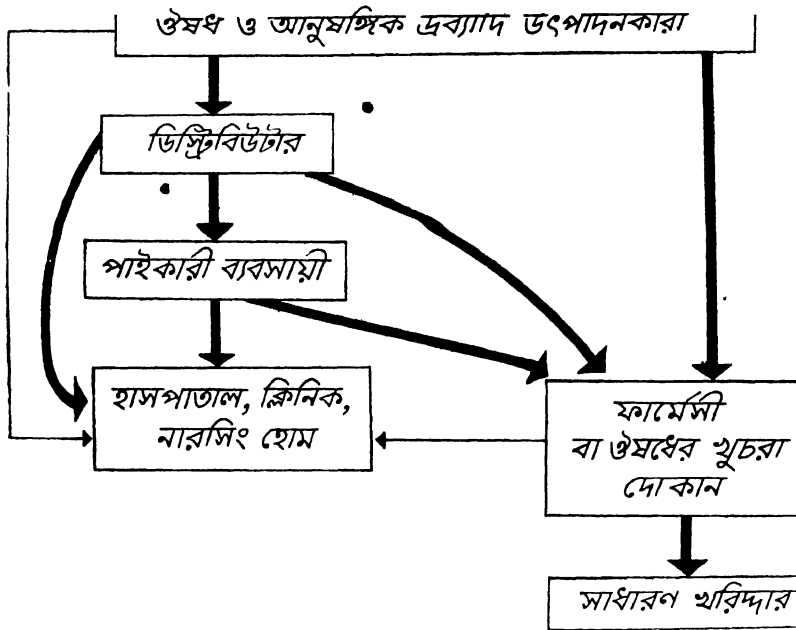 ঔষধ ও আনুষঙ্গিক দ্রব্যাদি উৎপাদনকারী
ডিস্ট্রিবিউটার
পাইকারী ব্যবসায়ী
হাসপাতাল, ক্লিনিক,
নারসিং হোম
ফার্মেসী
বা ঔষধের খুচরা
দোকান
সাধারণ খরিদ্দার